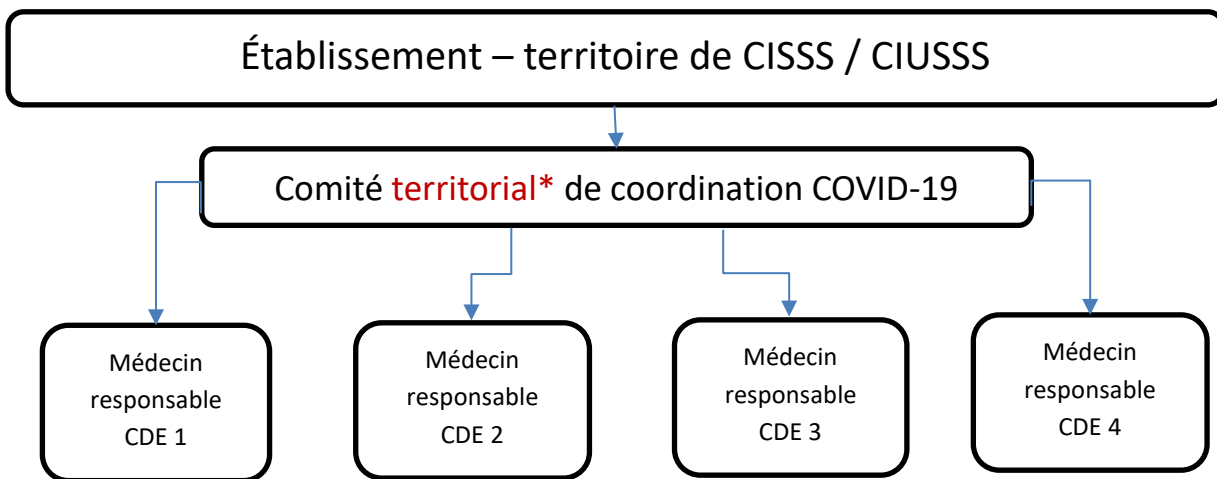 Établissement – territoire de CISSS / CIUSSS
Comité territorial* de coordination COVID-19
Médecin
responsable
CDE 1
Médecin
responsable
CDE 2
Médecin
responsable
CDE 3
Médecin
responsable
CDE 4